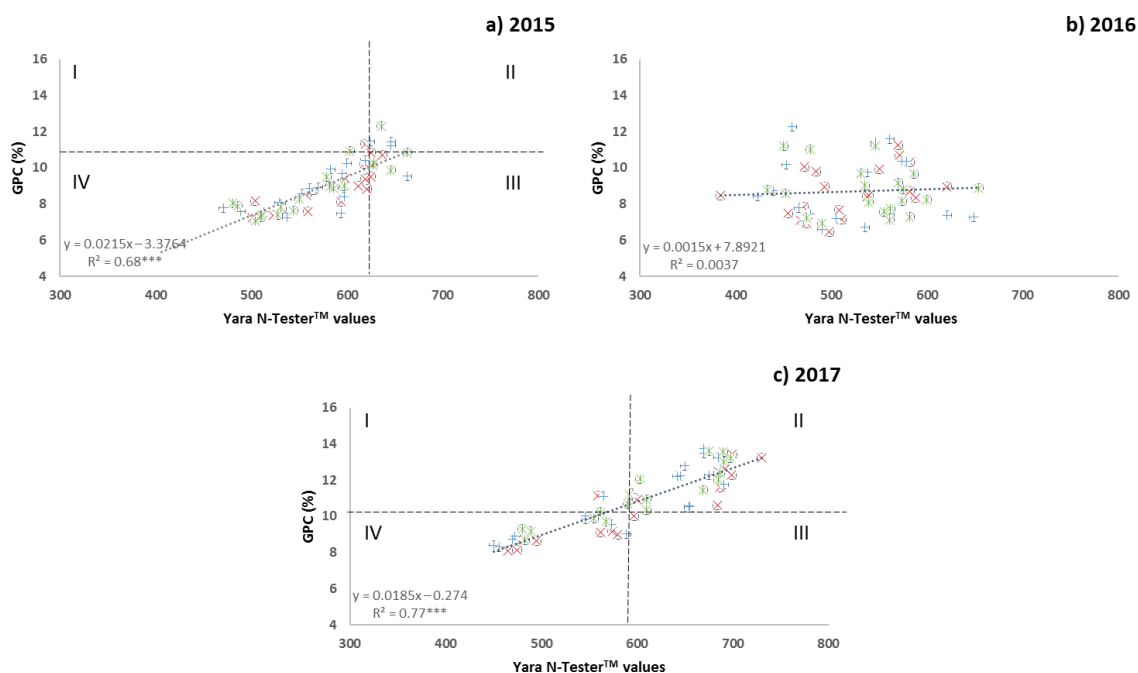 a) 2015
16
14
12
10
8
6
4
GPC (%)
I
II
III
IV
y = 0.0215x−3.3764
R² = 0.68***
300
400
500
600
700
800
Yara N-Tester™ values
b) 2016
16
14
12
10
8
6
4
GPC (%)
y = 0.0015x+7.8921
R² = 0.0037
300
400
500
600
700
800
Yara N-Tester™ values
c) 2017
16
14
12
10
8
6
4
GPC (%)
I
II
III
IV
y = 0.0185x−0.274
R² = 0.77***
300
400
500
600
700
800
Yara N-Tester™ values